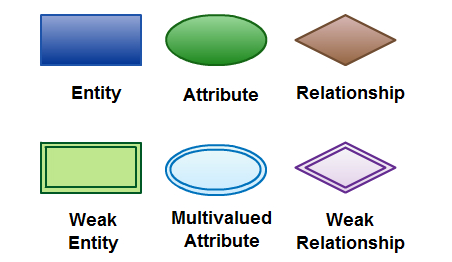 Entity
Attribute
Relationship
Weak
Entity
Multivalued
Attribute
Weak
Relationship